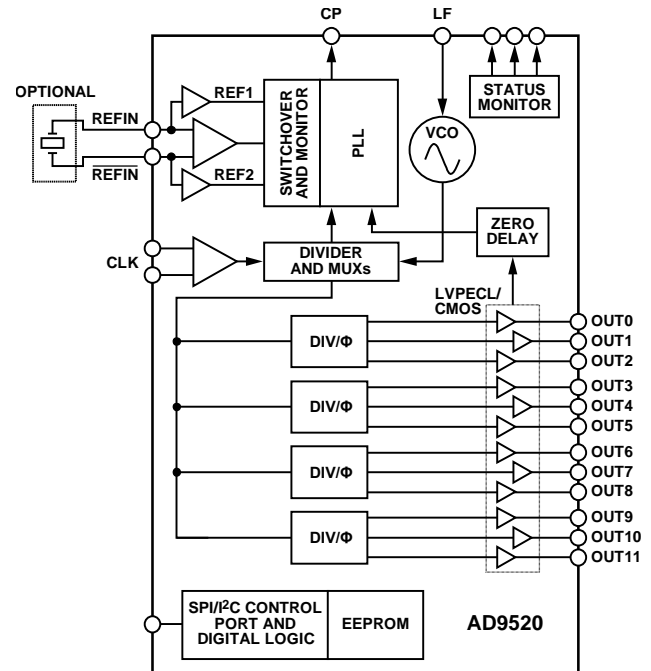 CP
LF
OPTIONAL
REFIN
REFIN
REF1
REF2
SWITCHOVER
AND MONITOR
PLL
VCO
STATUS
MONITOR
ZERO
DELAY
CLK
DIVIDER
AND MUXs
LVPECL/
CMOS
DIV/Φ
OUT0
OUT1
OUT2
DIV/Φ
OUT3
OUT4
OUT5
DIV/Φ
OUT6
OUT7
OUT8
DIV/Φ
OUT9
OUT10
OUT11
SPI/I²C CONTROL
PORT AND
DIGITAL LOGIC
EEPROM
AD9520